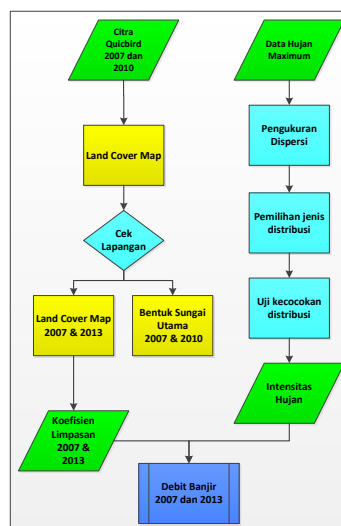 Citra
Quicbird
2007 dan
2010
Data Hujan
Maximum
Land Cover Map
Pengukuran
Dispersi
Cek
Lapangan
Pemilihan jenis
distribusi
Land Cover Map
2007 & 2013
Bentuk Sungai
Utama
2007 & 2010
Uji kecocokan
distribusi
Koefisien
Limpasan
2007 &
2013
Intensitas
Hujan
Debit Banjir
2007 dan 2013